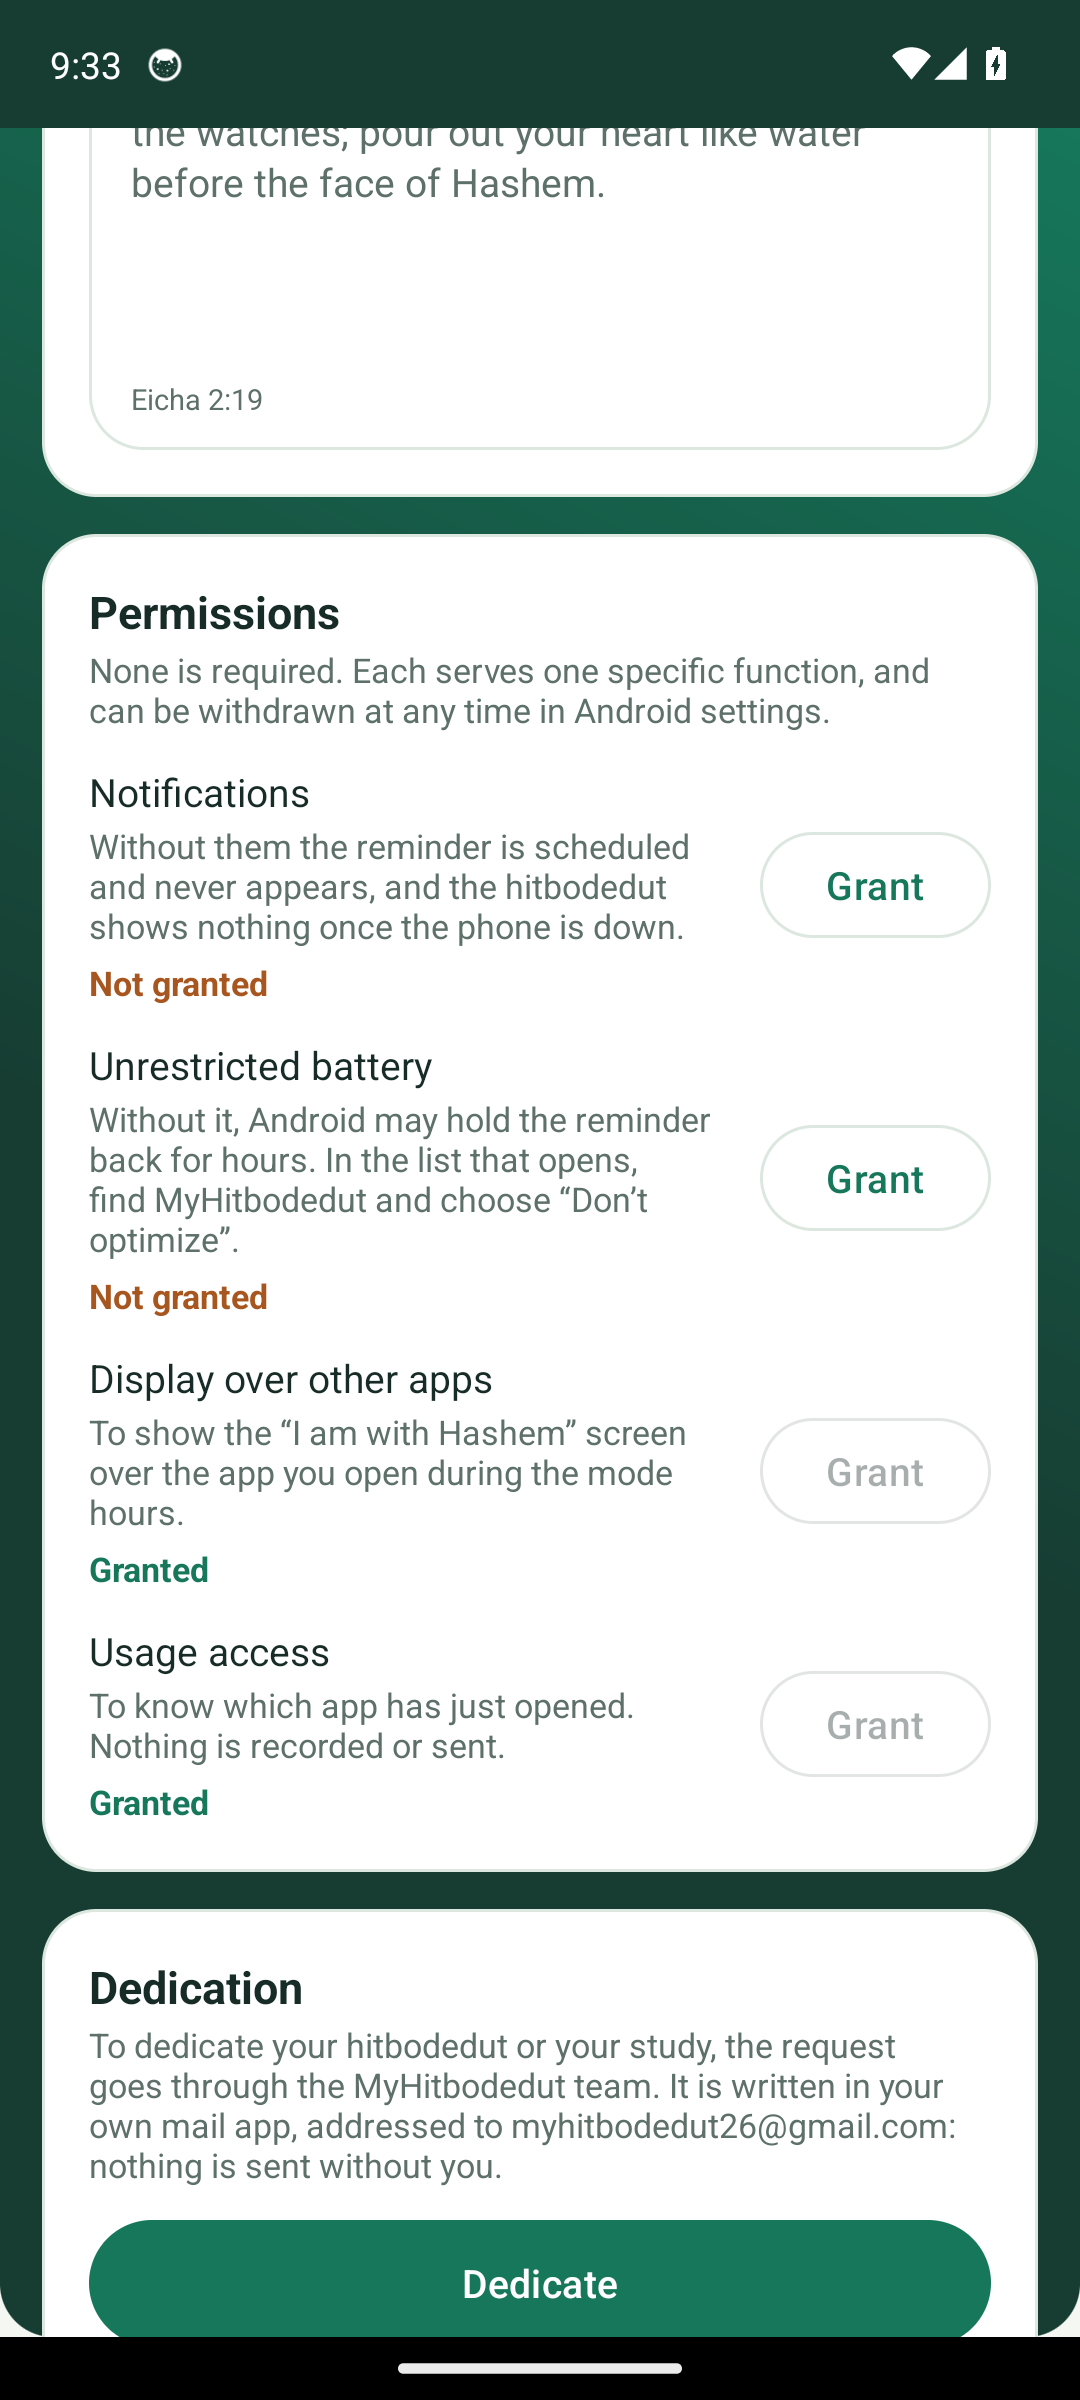 9:33
the watches; pour out your heart like water
before the face of Hashem.
Eicha 2:19
Permissions
None is required. Each serves one specific function, and
can be withdrawn at any time in Android settings.
Notifications
Without them the reminder is scheduled
and never appears, and the hitbodedut
shows nothing once the phone is down.
Grant
Not granted
Unrestricted battery
Without it, Android may hold the reminder
back for hours. In the list that opens,
find MyHitbodedut and choose “Don’t
optimize”.
Grant
Not granted
Display over other apps
To show the “I am with Hashem” screen
over the app you open during the mode
hours.
Grant
Granted
Usage access
To know which app has just opened.
Nothing is recorded or sent.
Grant
Granted
Dedication
To dedicate your hitbodedut or your study, the request
goes through the MyHitbodedut team. It is written in your
own mail app, addressed to myhitbodedut26@gmail.com:
nothing is sent without you.
Dedicate